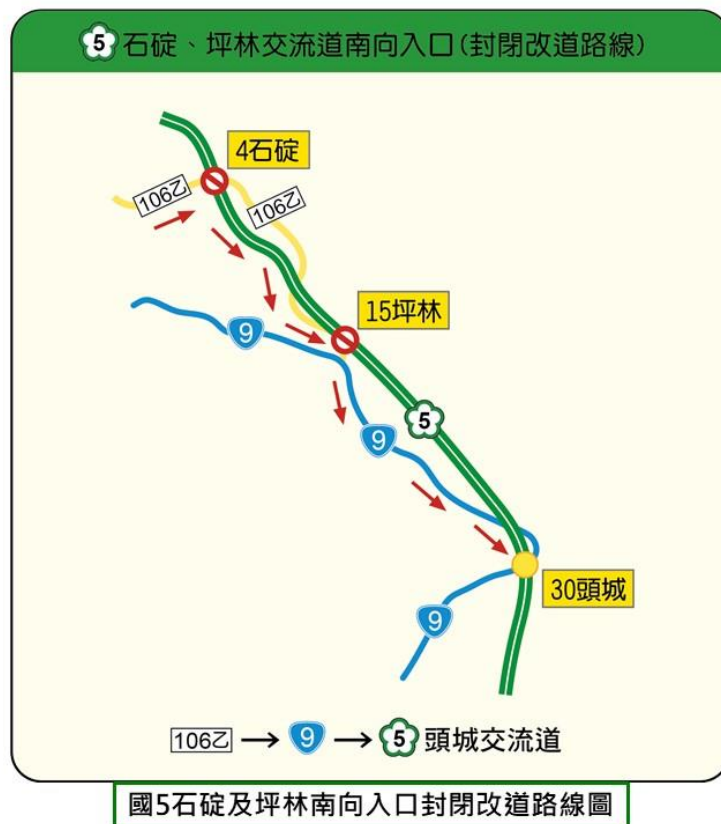 5 石碇、坪林交流道南向入口(封閉改道路線)
4石碇
106乙
106乙
15坪林
9
5
9
30頭城
9
106乙 → 9 → 5 頭城交流道
國5石碇及坪林南向入口封閉改道路線圖